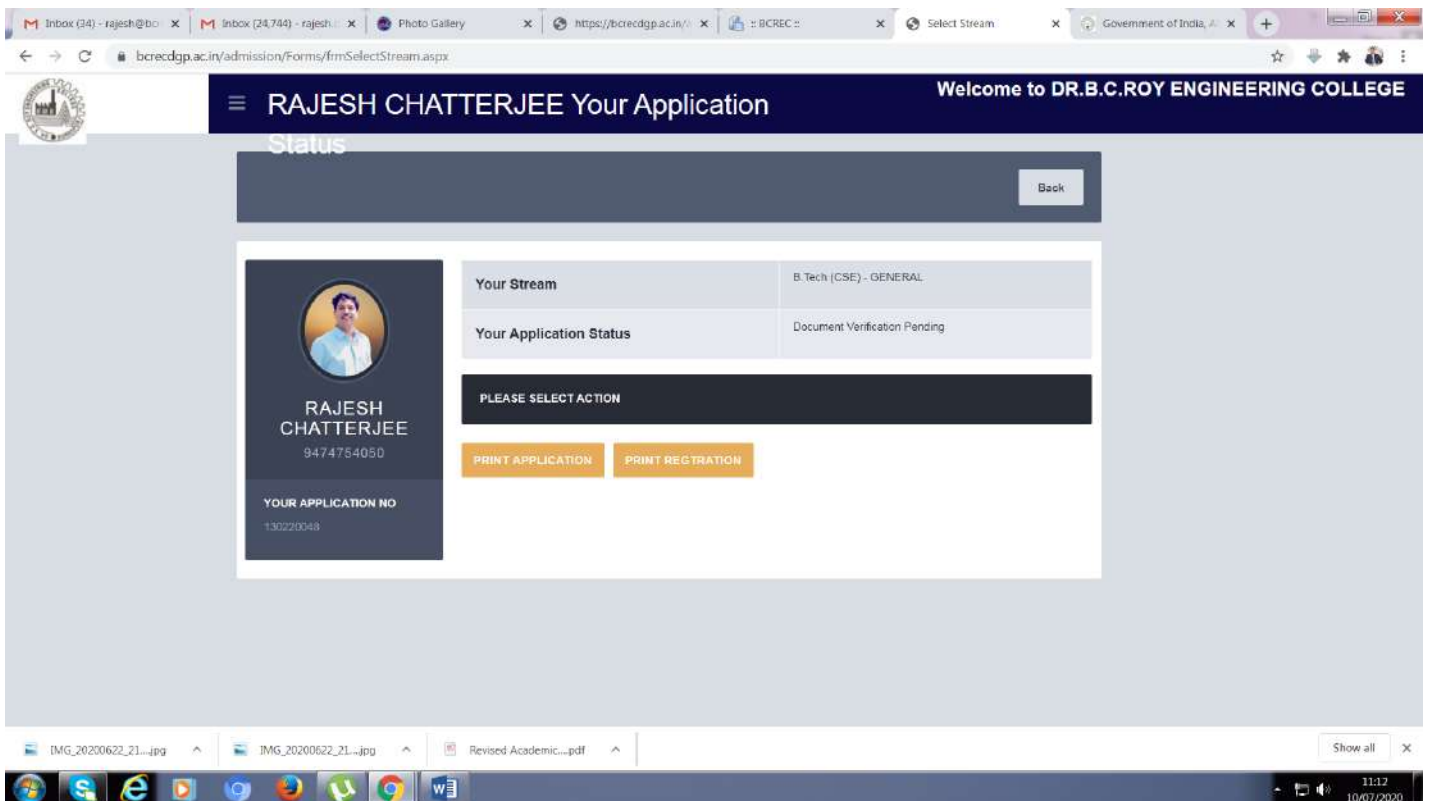 Inbox (34) - rajesh@bo
Inbox (24,744) - rajesh.
Photo Gallery
https://bcrecdgp.ac.in/
:: BCREC ::
Select Stream
Government of India, A
bcrecdgp.ac.in/admission/Forms/frmSelectStream.aspx
Welcome to DR.B.C.ROY ENGINEERING COLLEGE
RAJESH CHATTERJEE Your Application
Status
Back
Your Stream
B.Tech (CSE) - GENERAL
Your Application Status
Document Verification Pending
RAJESH
CHATTERJEE
9474754050
YOUR APPLICATION NO
130220048
PLEASE SELECT ACTION
PRINT APPLICATION
PRINT REGTRATION
IMG_20200622_21....jpg
IMG_20200622_21....jpg
Revised Academic....pdf
Show all
11:12
10/07/2020